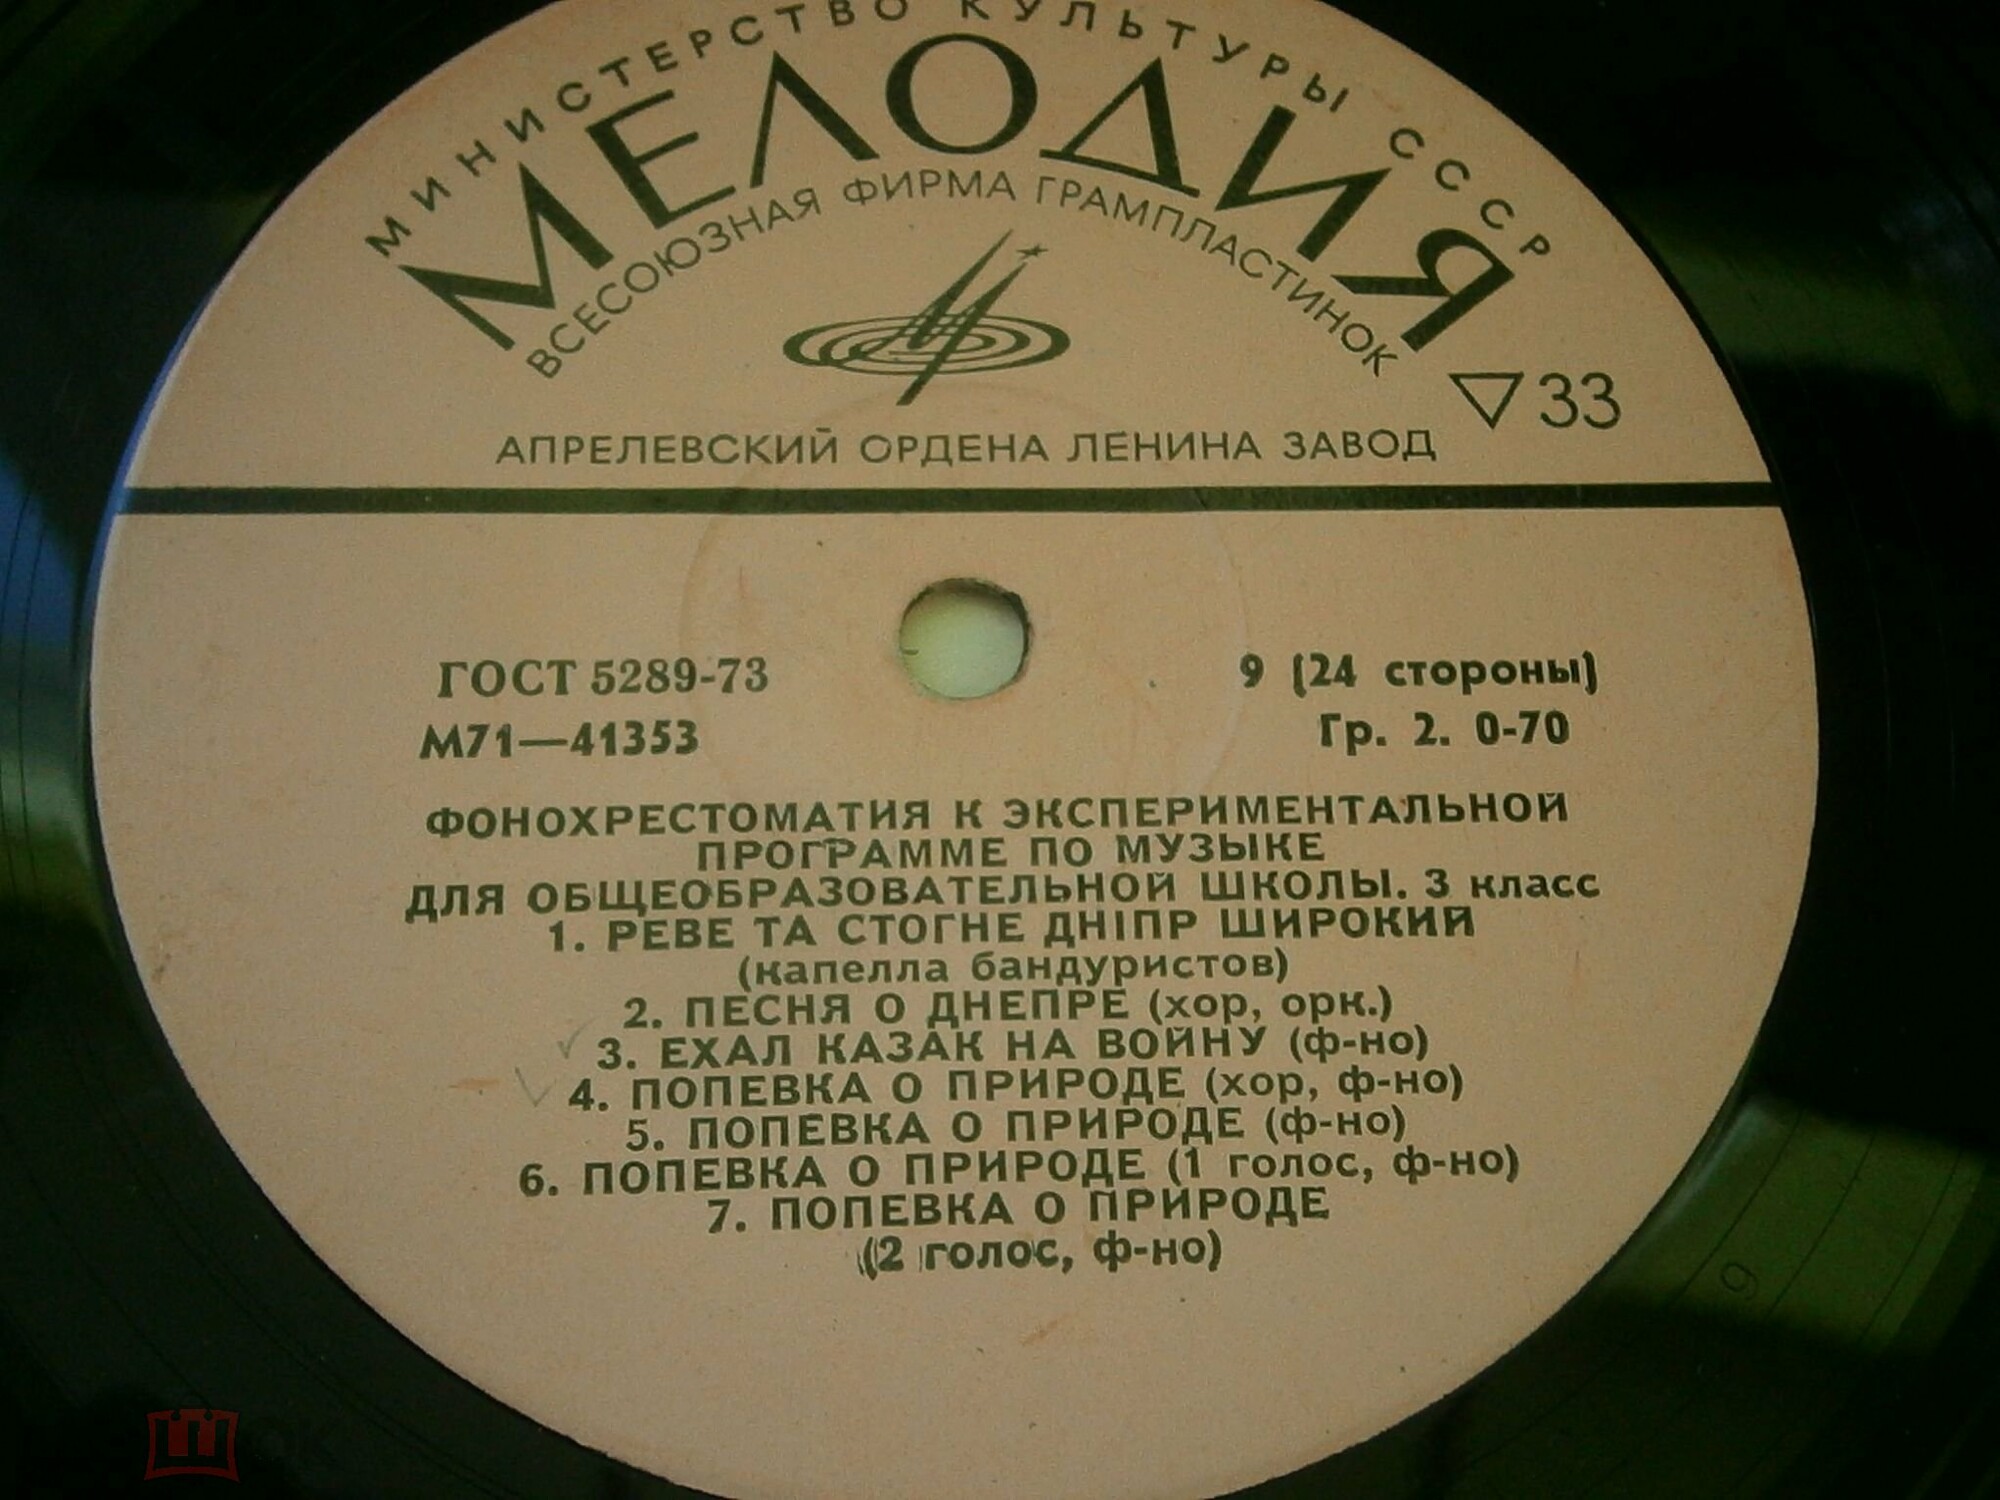 МИНИСТЕРСТВО КУЛЬТУРЫ СССР
МЕЛОДИЯ
ВСЕСОЮЗНАЯ ФИРМА ГРАМПЛАСТИНОК
33
АПРЕЛЕВСКИЙ ОРДЕНА ЛЕНИНА ЗАВОД
ГОСТ 5289-73
9 (24 стороны)
М71—41353
Гр. 2. 0-70
ФОНОХРЕСТОМАТИЯ К ЭКСПЕРИМЕНТАЛЬНОЙ
ПРОГРАММЕ ПО МУЗЫКЕ
ДЛЯ ОБЩЕОБРАЗОВАТЕЛЬНОЙ ШКОЛЫ. 3 класс
1. РЕВЕ ТА СТОГНЕ ДНІПР ШИРОКИЙ
(капелла бандуристов)
2. ПЕСНЯ О ДНЕПРЕ (хор, орк.)
3. ЕХАЛ КАЗАК НА ВОЙНУ (ф-но)
4. ПОПЕВКА О ПРИРОДЕ (хор, ф-но)
5. ПОПЕВКА О ПРИРОДЕ (ф-но)
6. ПОПЕВКА О ПРИРОДЕ (1 голос, ф-но)
7. ПОПЕВКА О ПРИРОДЕ
(2 голос, ф-но)
9